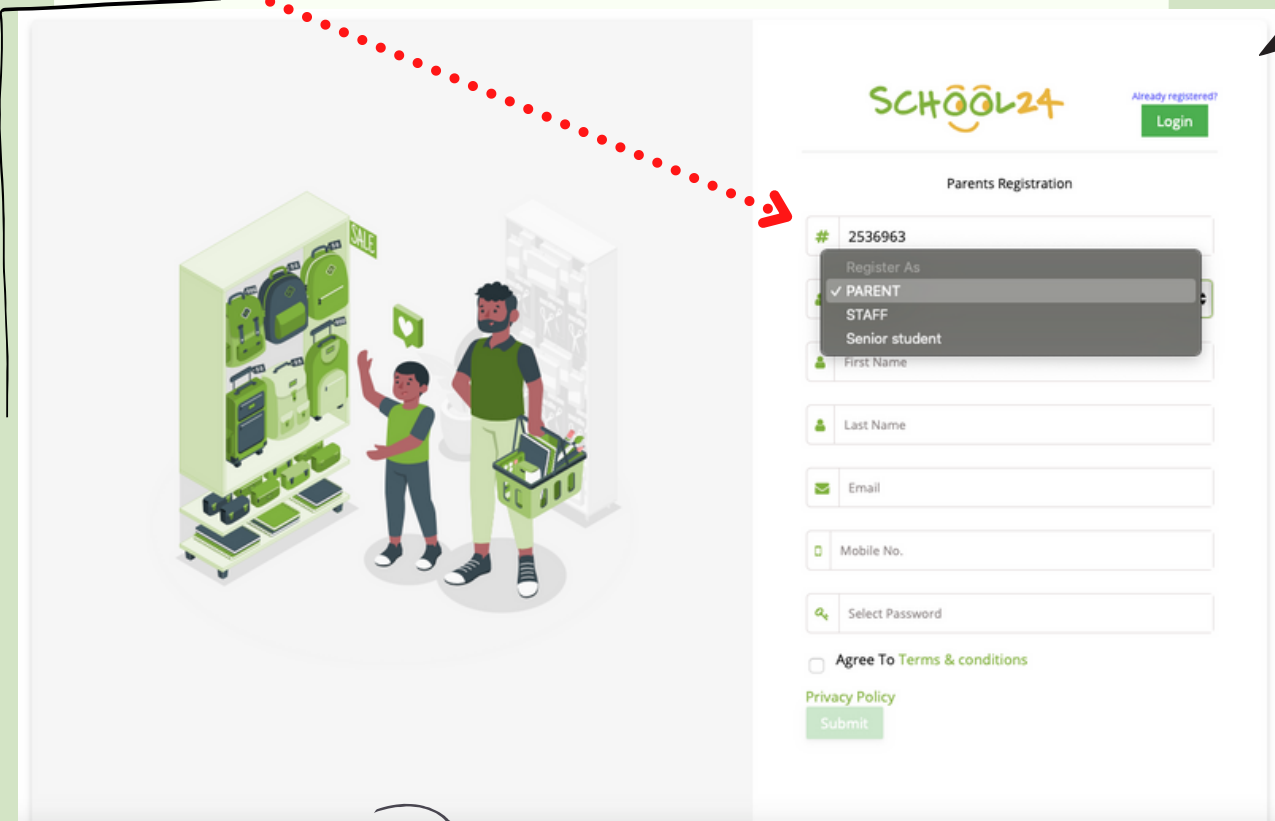 SCHOOL24
Already registered?
Login
Parents Registration
# 2536963
Register As
✓ PARENT
STAFF
Senior student
First Name
Last Name
Email
Mobile No.
Select Password
Agree To Terms & conditions
Privacy Policy
Submit
SALE